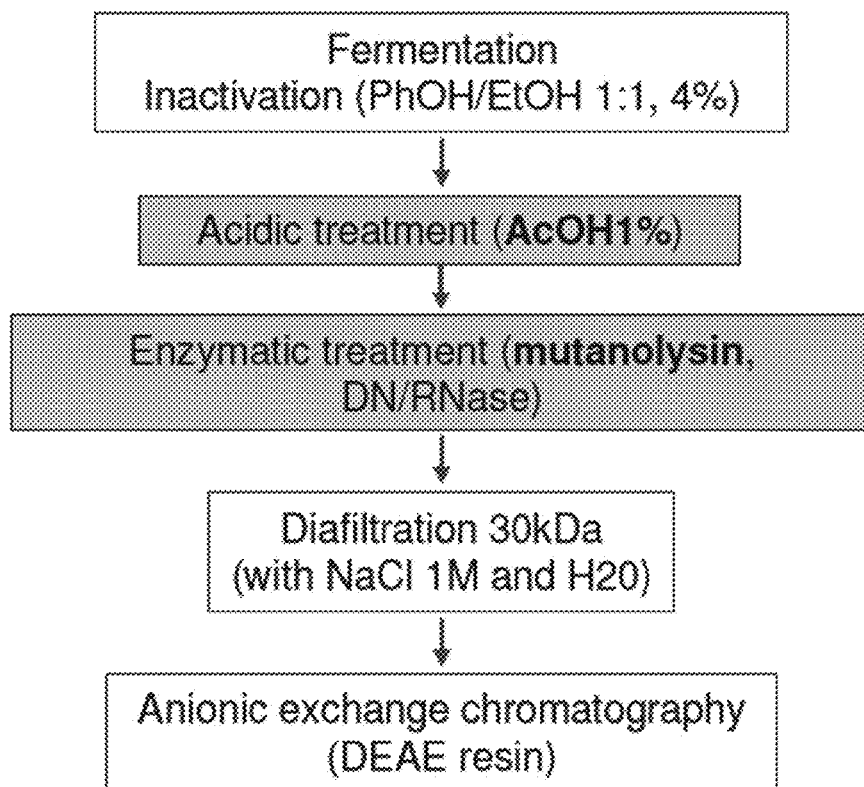 Fermentation
Inactivation (PhOH/EtOH 1:1, 4%)
Acidic treatment (AcOH1%)
Enzymatic treatment (mutanolysin,
DN/RNase)
Diafiltration 30kDa
(with NaCl 1M and H20)
Anionic exchange chromatography
(DEAE resin)